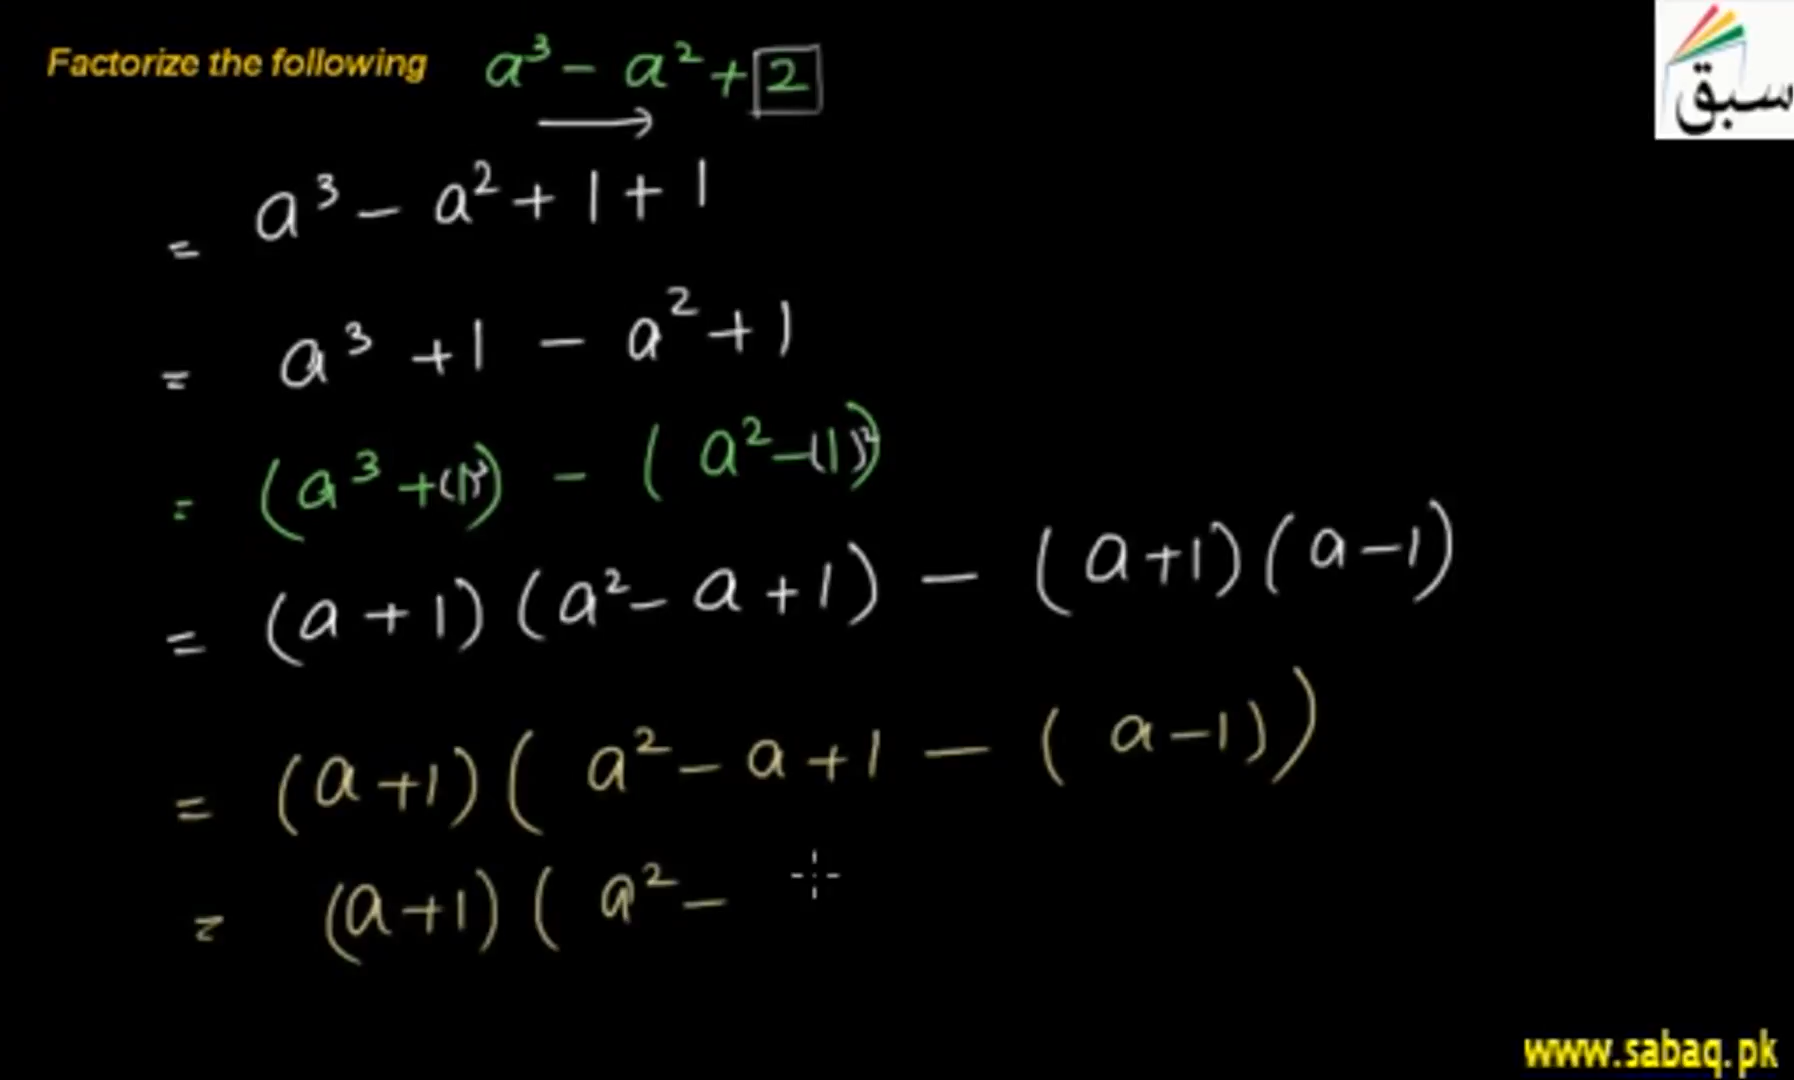 Factorize the following a³ - a² + 2
سبق
= a³ - a² + 1 + 1
= a³ + 1 - a² + 1
= (a³ + (1)³) - (a² - (1)²)
= (a + 1) (a² - a + 1) - (a + 1) (a - 1)
= (a + 1) (a² - a + 1 - (a - 1))
= (a + 1) (a² -
www.sabaq.pk